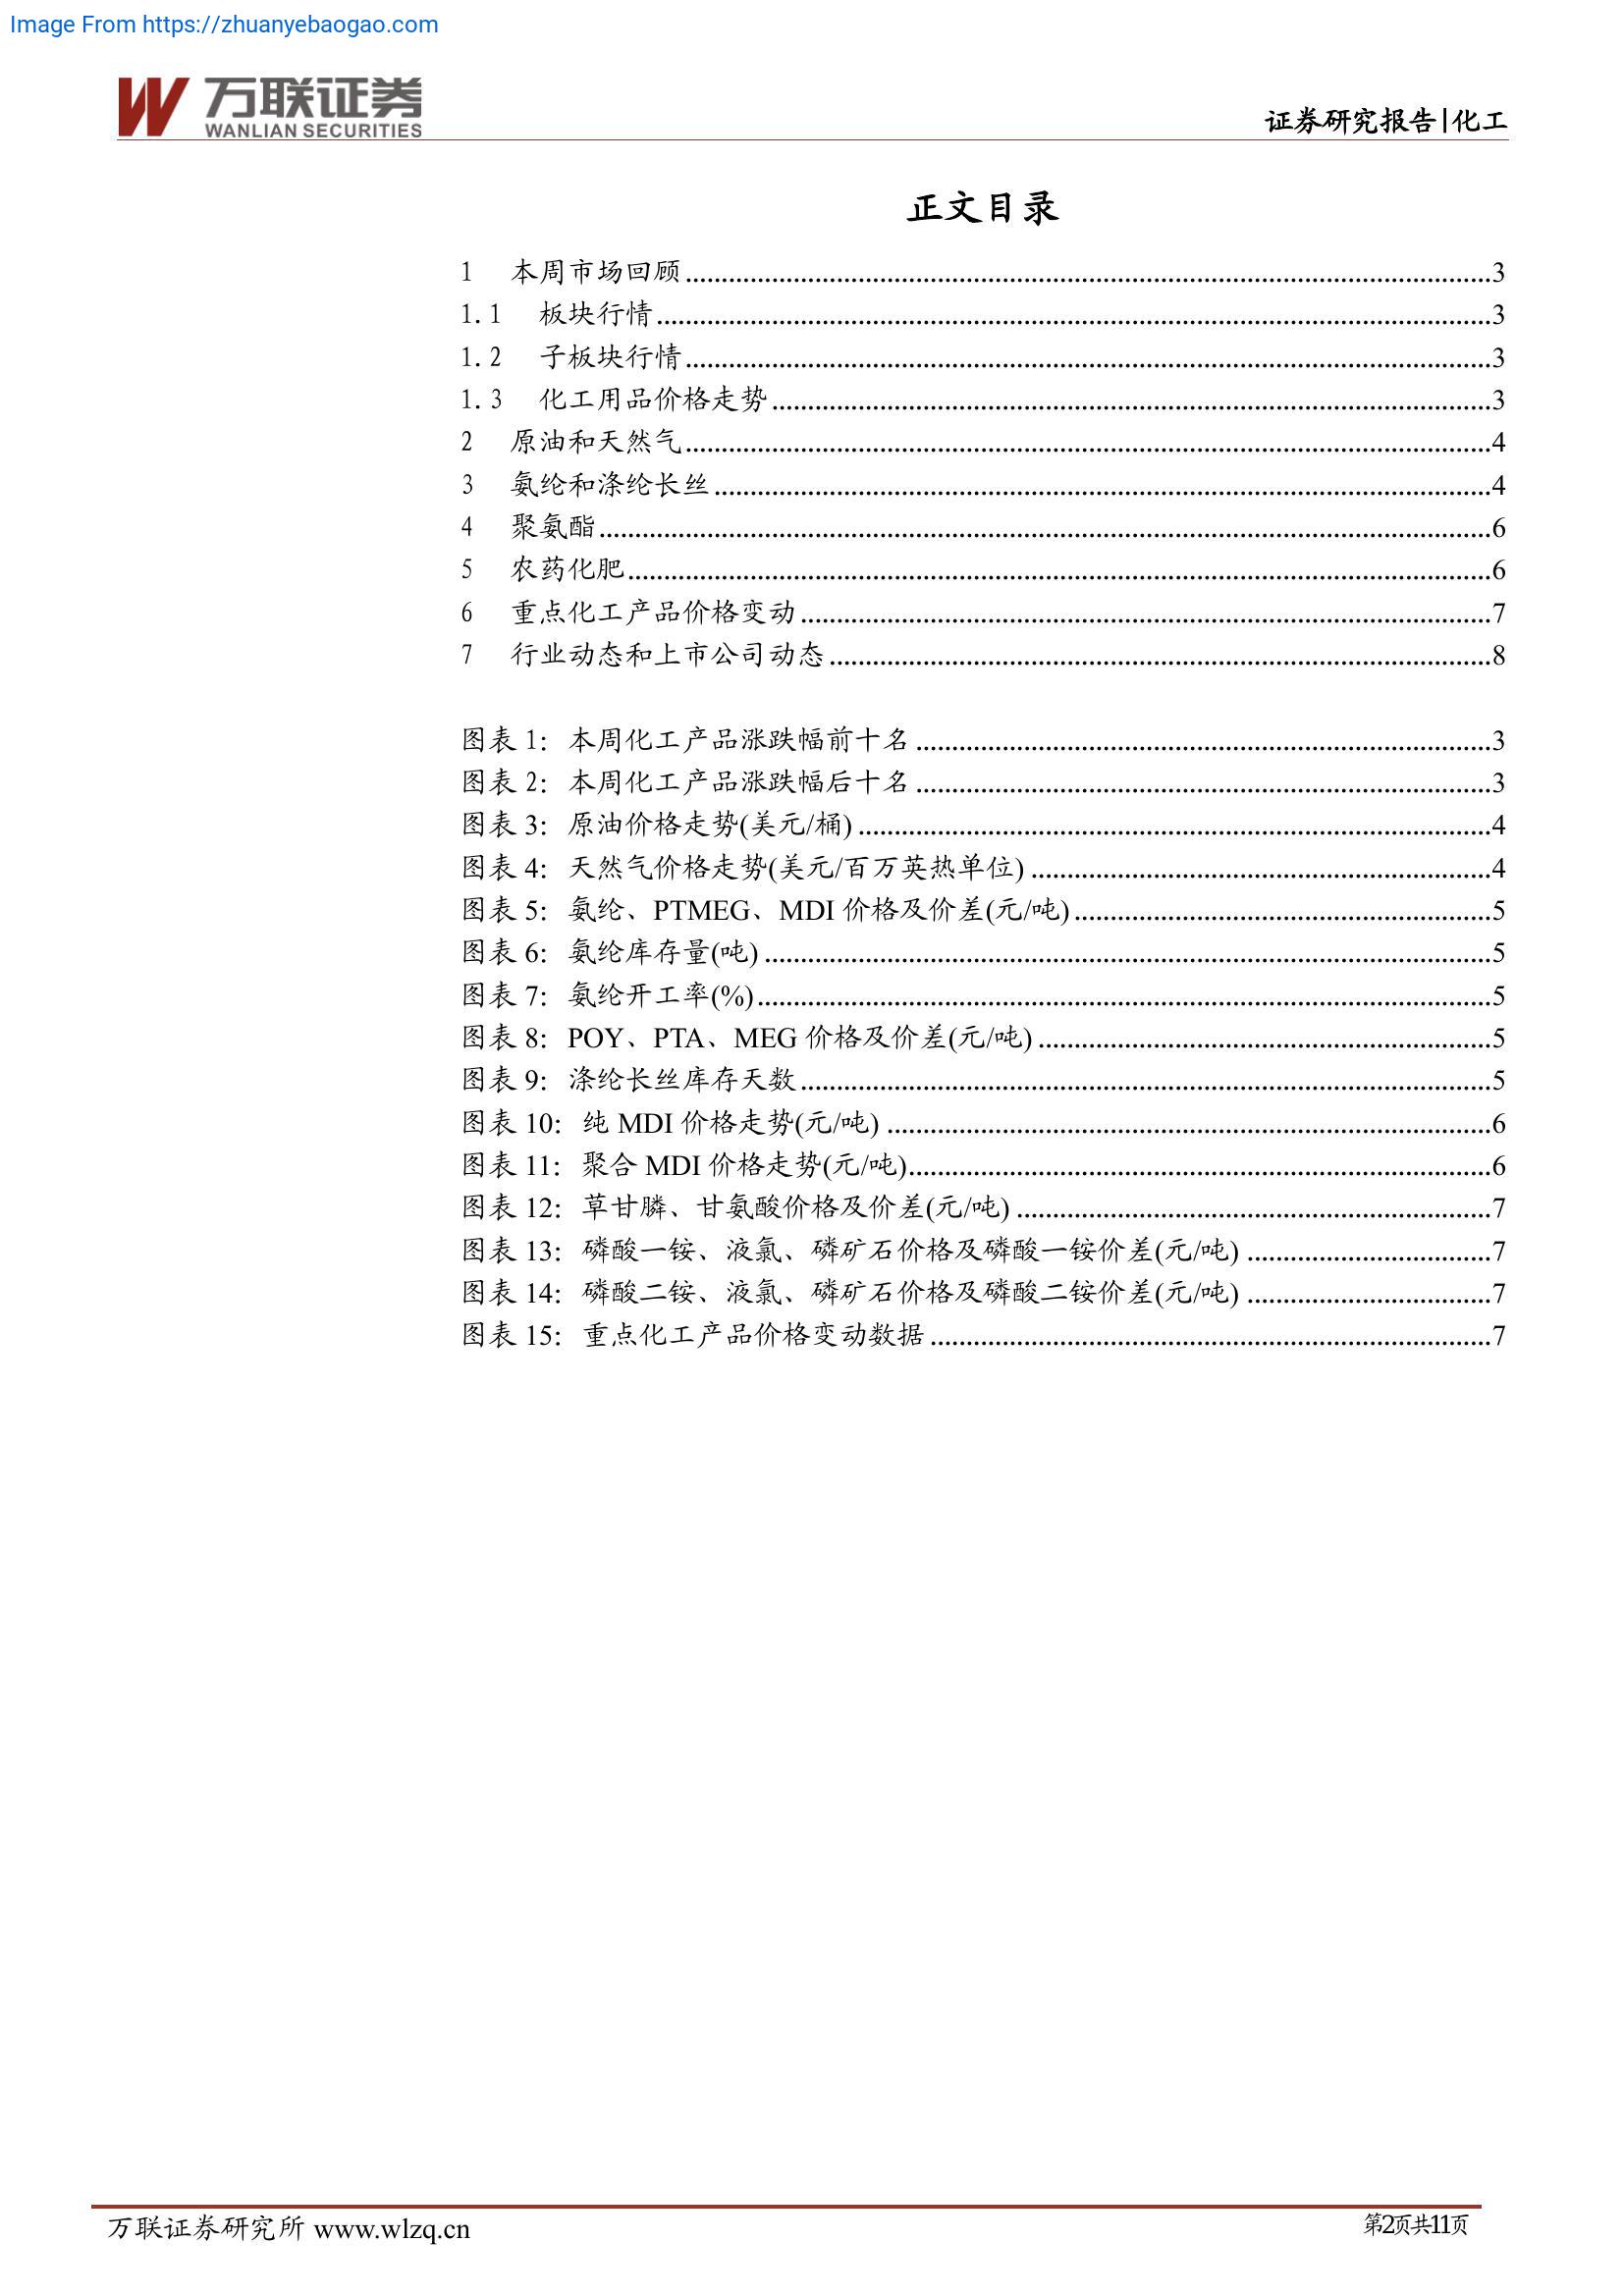 Image From https://zhuanyebaogao.com
万联证券
WANLIAN SECURITIES
证券研究报告|化工
正文目录
1 本周市场回顾........................................3
1.1 板块行情........................................3
1.2 子板块行情........................................3
1.3 化工用品价格走势........................................3
2 原油和天然气........................................4
3 氨纶和涤纶长丝........................................4
4 聚氨酯........................................6
5 农药化肥........................................6
6 重点化工产品价格变动........................................7
7 行业动态和上市公司动态........................................8
图表 1：本周化工产品涨跌幅前十名........................................3
图表 2：本周化工产品涨跌幅后十名........................................3
图表 3：原油价格走势(美元/桶)........................................4
图表 4：天然气价格走势(美元/百万英热单位)........................................4
图表 5：氨纶、PTMEG、MDI 价格及价差(元/吨)........................................5
图表 6：氨纶库存量(吨)........................................5
图表 7：氨纶开工率(%)........................................5
图表 8：POY、PTA、MEG 价格及价差(元/吨)........................................5
图表 9：涤纶长丝库存天数........................................5
图表 10：纯 MDI 价格走势(元/吨)........................................6
图表 11：聚合 MDI 价格走势(元/吨)........................................6
图表 12：草甘膦、甘氨酸价格及价差(元/吨)........................................7
图表 13：磷酸一铵、液氯、磷矿石价格及磷酸一铵价差(元/吨)........................................7
图表 14：磷酸二铵、液氯、磷矿石价格及磷酸二铵价差(元/吨)........................................7
图表 15：重点化工产品价格变动数据........................................7
万联证券研究所 www.wlzq.cn
第2页共11页